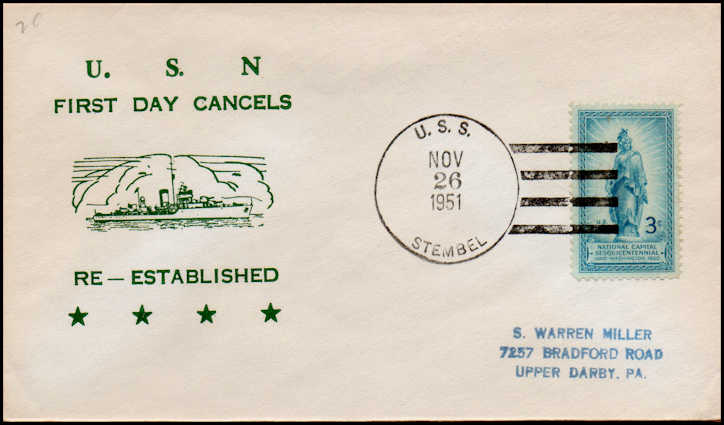 U. S. N
FIRST DAY CANCELS
RE — ESTABLISHED
U. S. S.
NOV
26
1951
STEMBEL
3¢
NATIONAL CAPITAL
SESQUICENTENNIAL
S. WARREN MILLER
7257 BRADFORD ROAD
UPPER DARBY, PA.